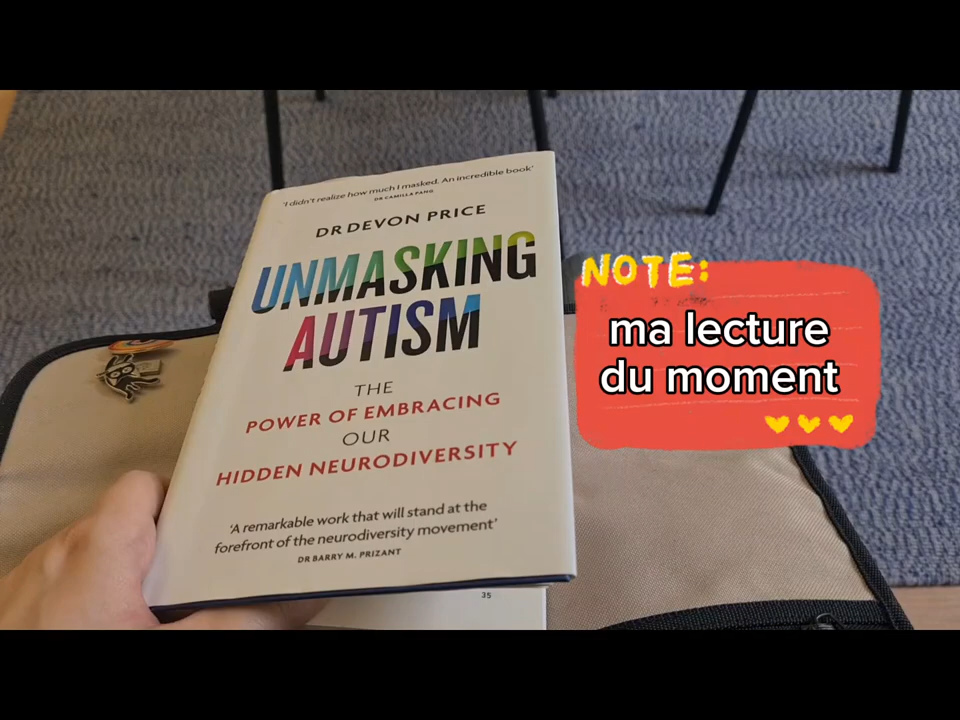 'I didn't realize how much I masked. An incredible book'
DR CAMILLA PANG
DR DEVON PRICE
UNMASKING
AUTISM
THE
POWER OF EMBRACING
OUR
HIDDEN NEURODIVERSITY
'A remarkable work that will stand at the
forefront of the neurodiversity movement'
DR BARRY M. PRIZANT
35
NOTE:
ma lecture
du moment